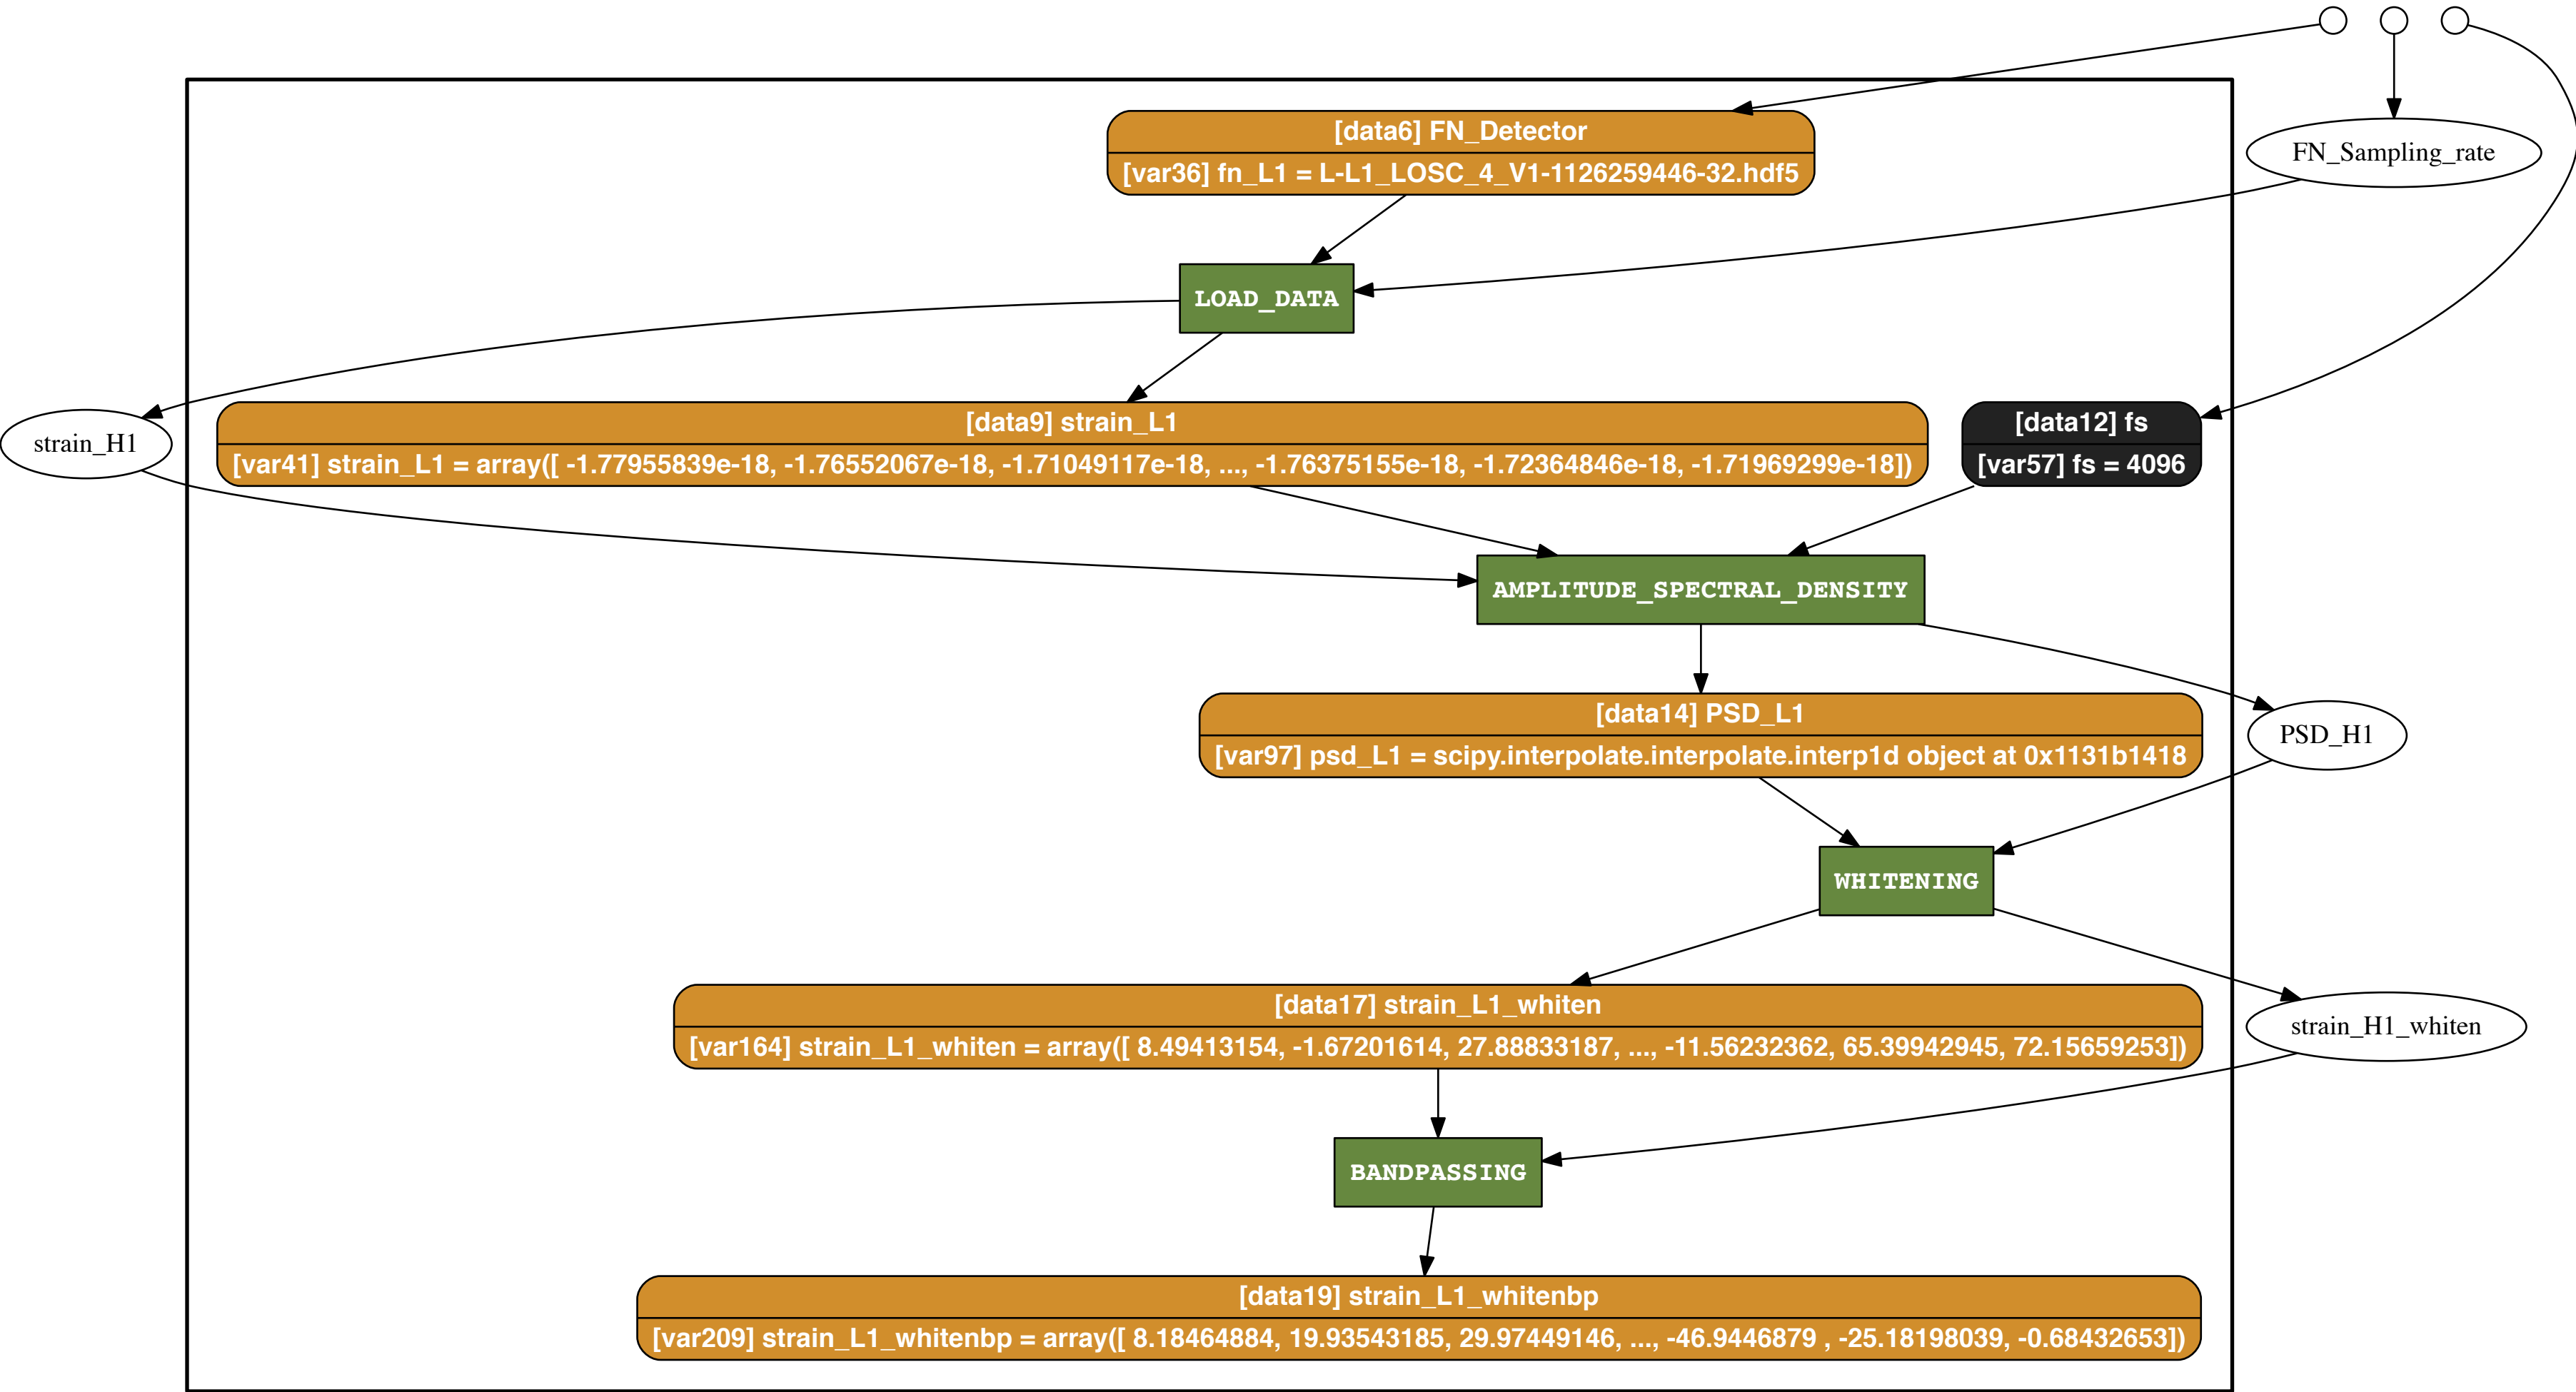 [data6] FN_Detector
[var36] fn_L1 = L-L1_LOSC_4_V1-1126259446-32.hdf5
FN_Sampling_rate
LOAD_DATA
strain_H1
[data9] strain_L1
[var41] strain_L1 = array([ -1.77955839e-18, -1.76552067e-18, -1.71049117e-18, ..., -1.76375155e-18, -1.72364846e-18, -1.71969299e-18])
[data12] fs
[var57] fs = 4096
AMPLITUDE_SPECTRAL_DENSITY
[data14] PSD_L1
[var97] psd_L1 = scipy.interpolate.interpolate.interp1d object at 0x1131b1418
PSD_H1
WHITENING
[data17] strain_L1_whiten
[var164] strain_L1_whiten = array([ 8.49413154, -1.67201614, 27.88833187, ..., -11.56232362, 65.39942945, 72.15659253])
strain_H1_whiten
BANDPASSING
[data19] strain_L1_whitenbp
[var209] strain_L1_whitenbp = array([ 8.18464884, 19.93543185, 29.97449146, ..., -46.9446879 , -25.18198039, -0.68432653])